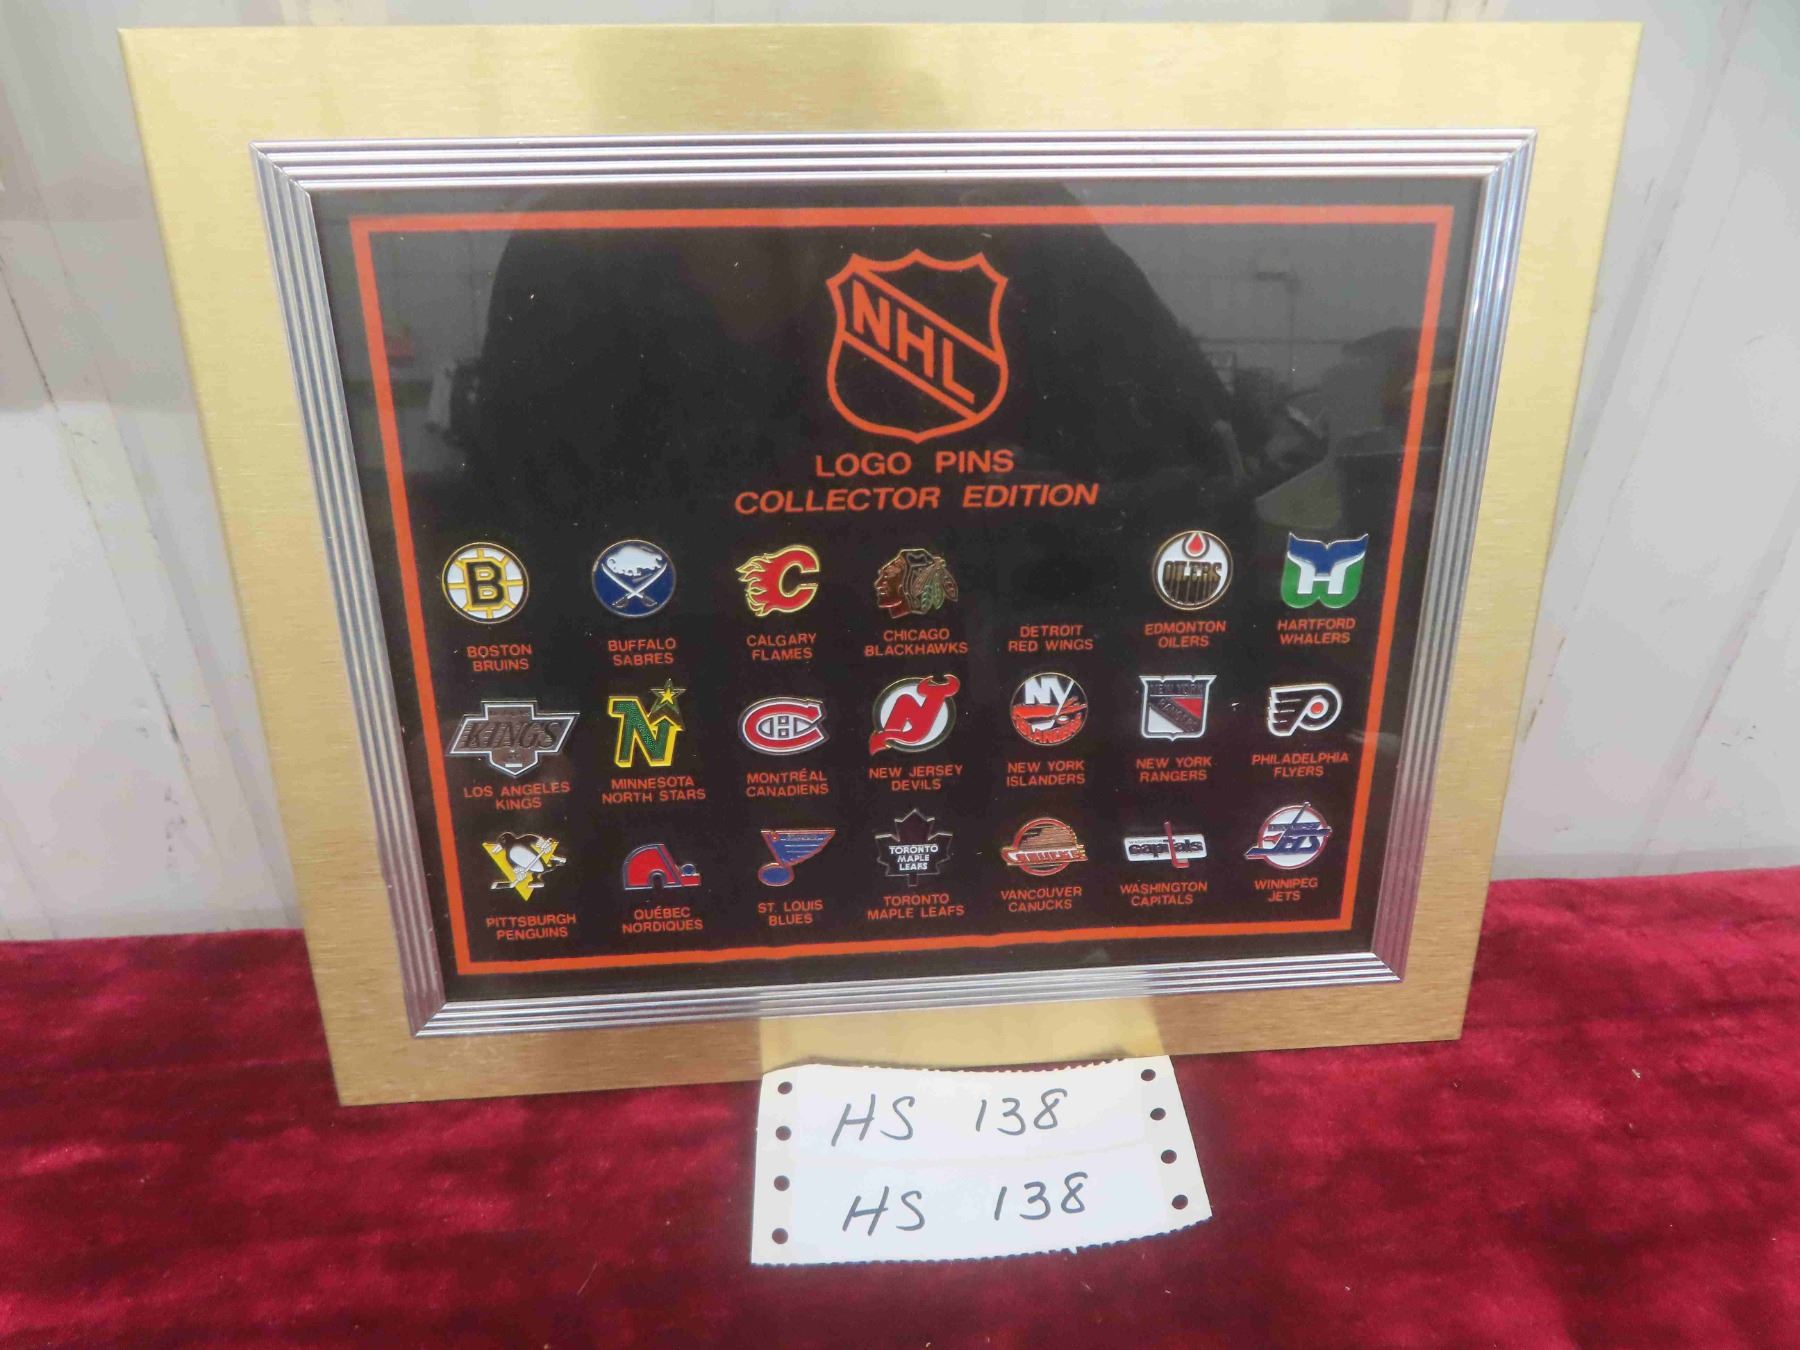 NHL
LOGO PINS
COLLECTOR EDITION
B
OILERS
BOSTON
BRUINS
BUFFALO
SABRES
CALGARY
FLAMES
CHICAGO
BLACKHAWKS
DETROIT
RED WINGS
EDMONTON
OILERS
HARTFORD
WHALERS
KINGS
NY
NEW YORK
RANGERS
LOS ANGELES
KINGS
MINNESOTA
NORTH STARS
MONTRÉAL
CANADIENS
NEW JERSEY
DEVILS
NEW YORK
ISLANDERS
NEW YORK
RANGERS
PHILADELPHIA
FLYERS
TORONTO
MAPLE
LEAFS
capitals
JETS
PITTSBURGH
PENGUINS
QUÉBEC
NORDIQUES
ST. LOUIS
BLUES
TORONTO
MAPLE LEAFS
VANCOUVER
CANUCKS
WASHINGTON
CAPITALS
WINNIPEG
JETS
HS 138
HS 138